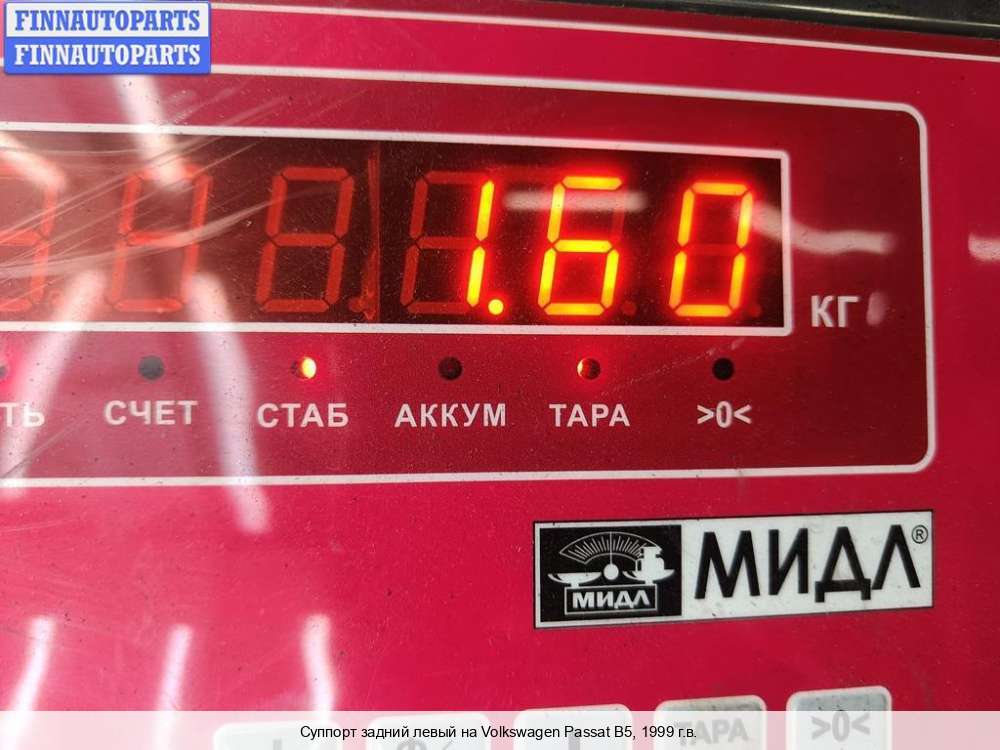 FINNAUTOPARTS
FINNAUTOPARTS
1.60
КГ
СЧЕТ СТАБ АККУМ ТАРА >0<
МИДЛ
МИДЛ®
ТАРА >0<
Суппорт задний левый на Volkswagen Passat B5, 1999 г.в.